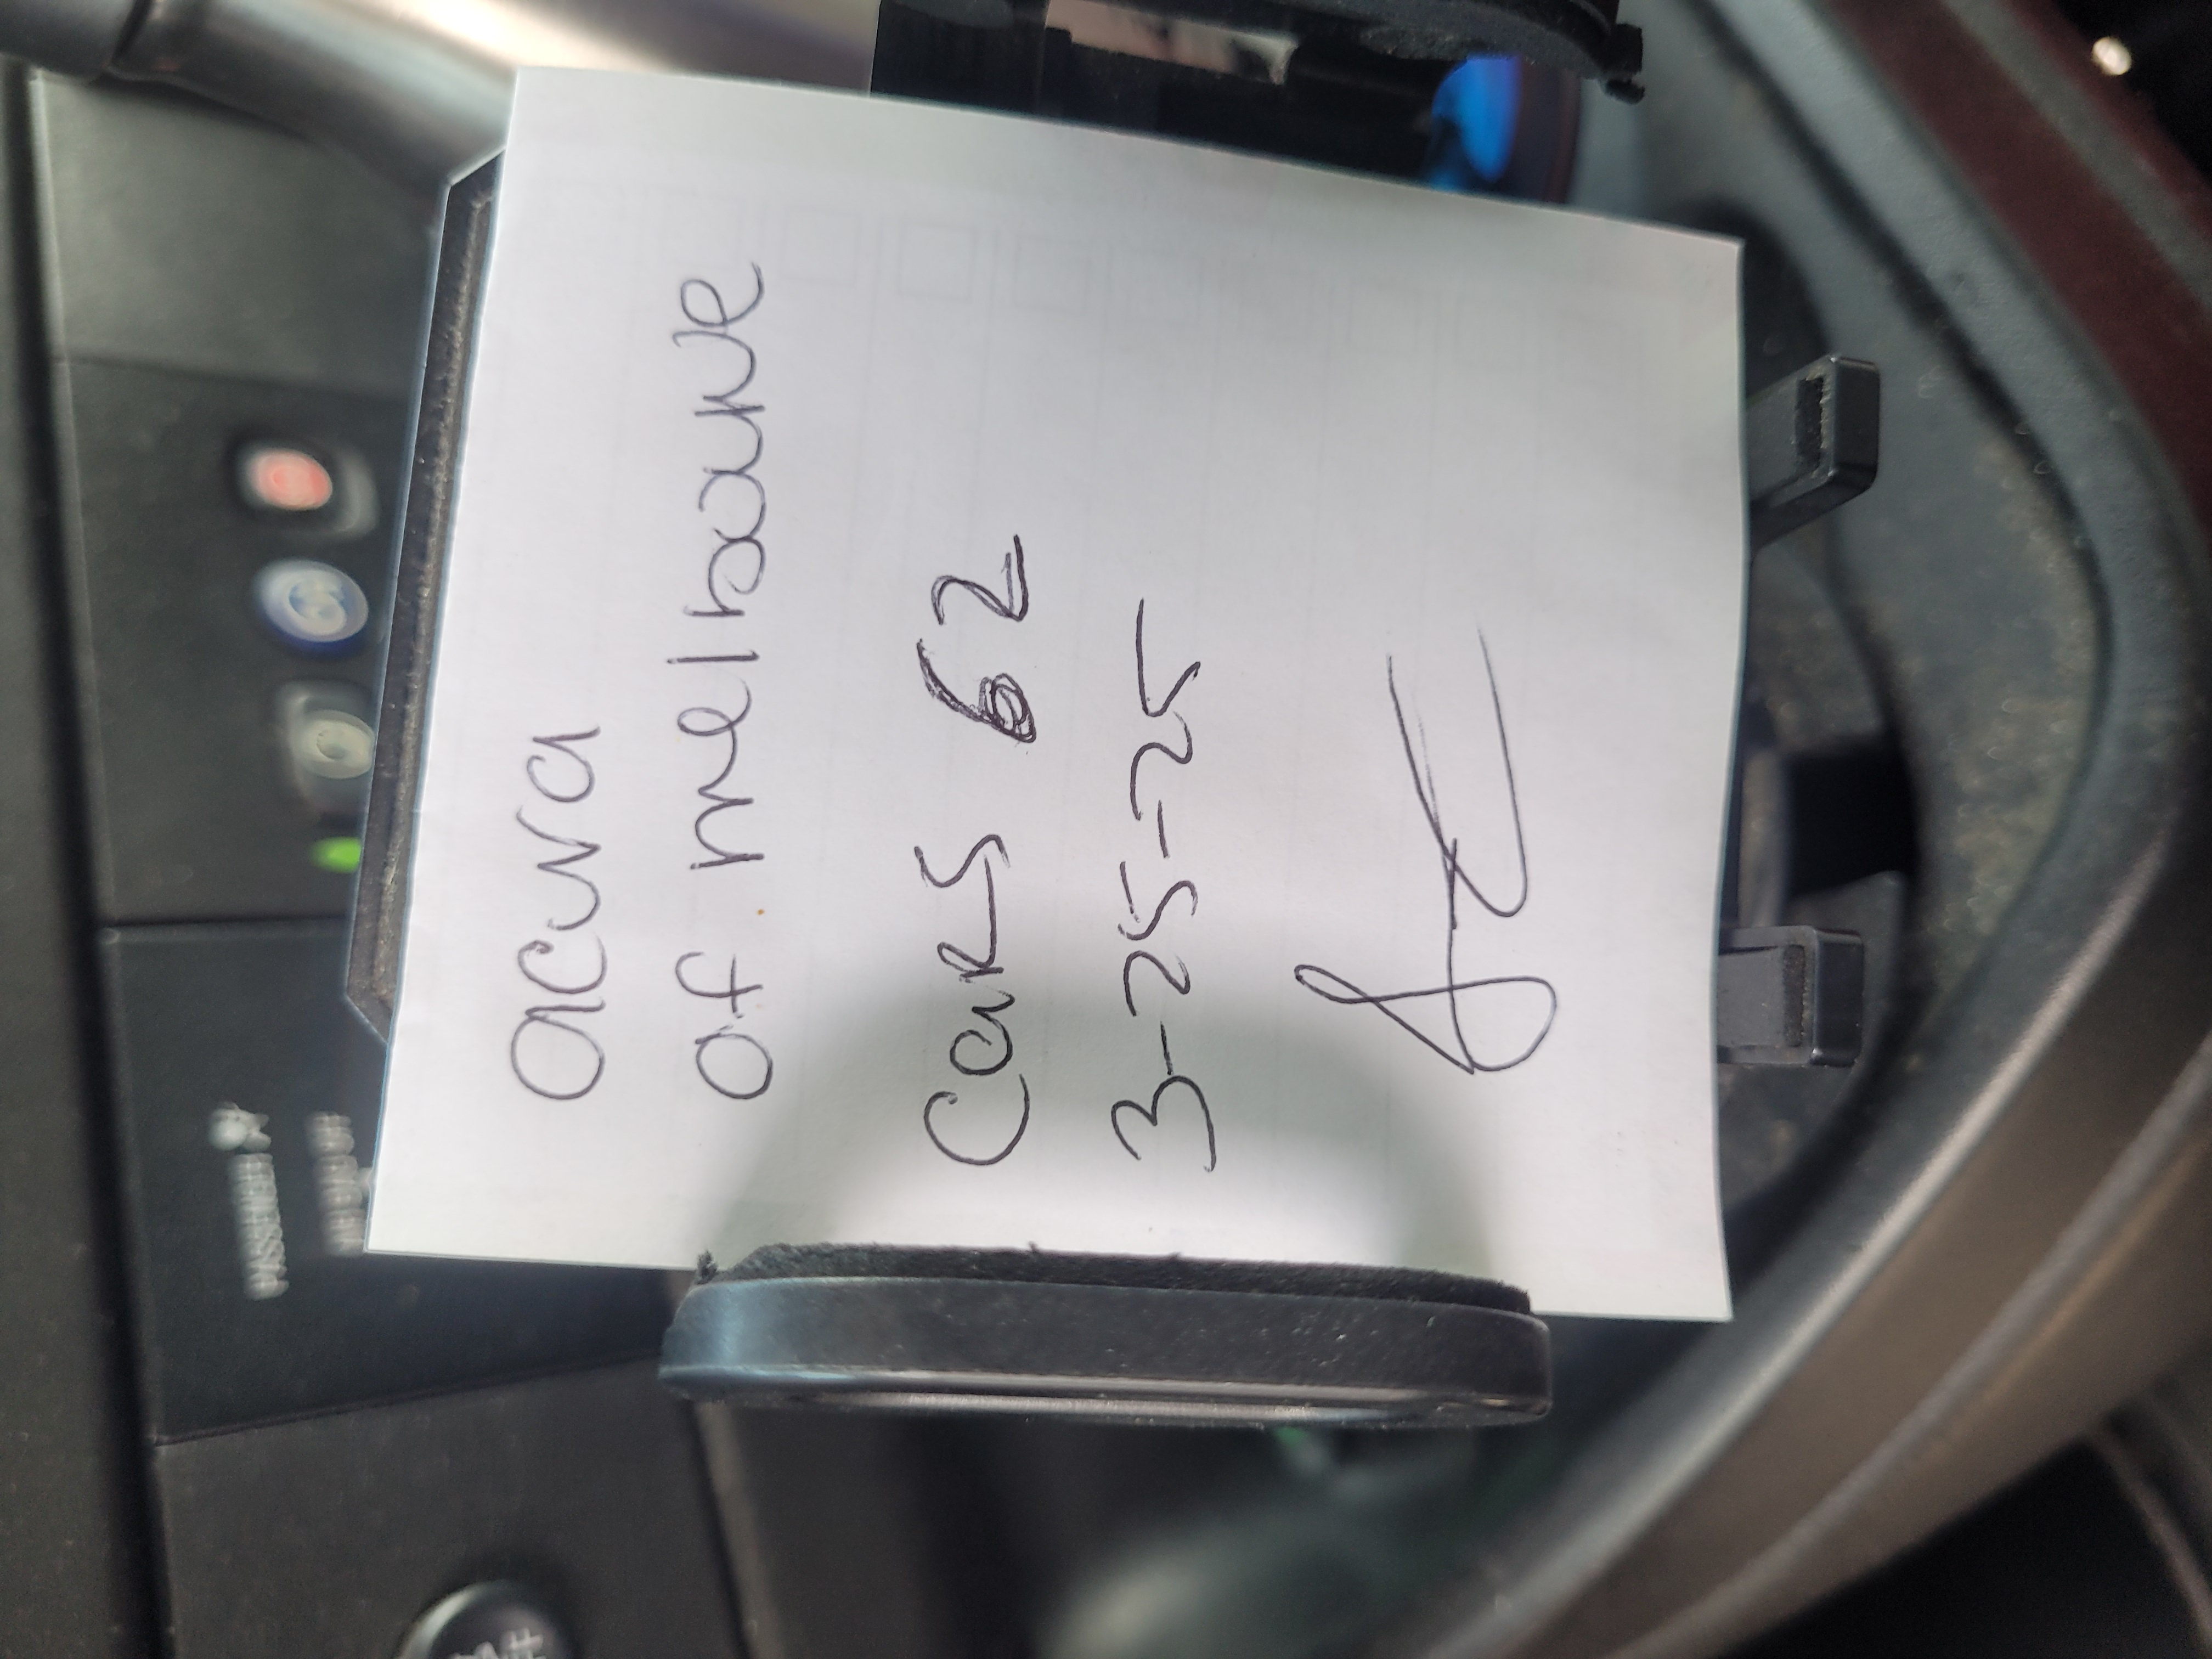 acura
of melbourne
Cars 62
3-25-25